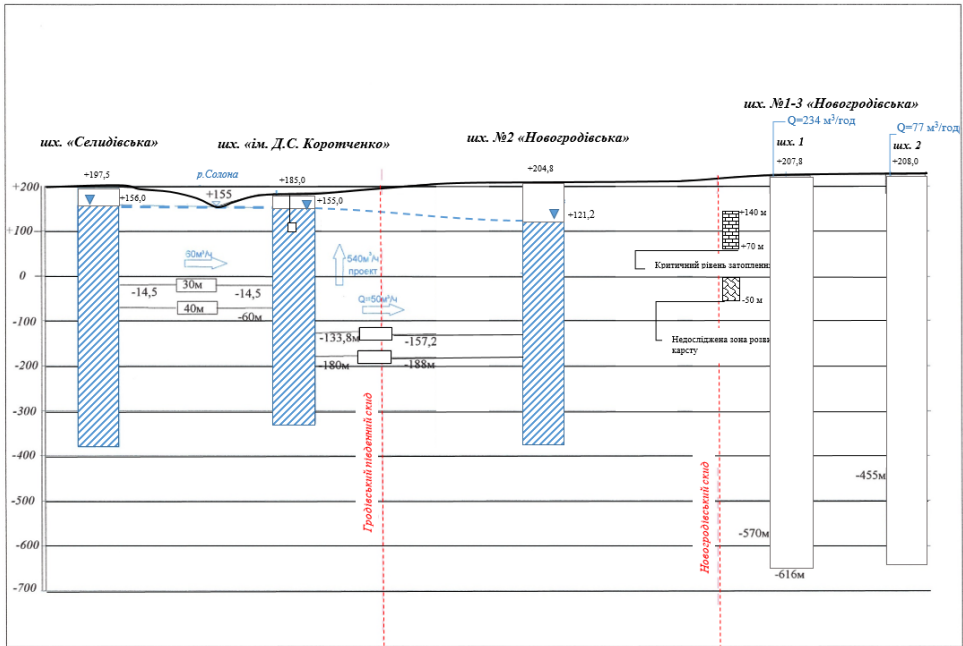 шх. №1-3 «Новогродівська»
Q=234 м³/год
Q=77 м³/год
шх. «Селидівська»
шх. «ім. Д.С. Коротченко»
шх. №2 «Новогродівська»
шх. 1
шх. 2
+197,5
р.Солона
+185,0
+204,8
+207,8
+208,0
+200
+156,0
+155
+155,0
+121,2
+140 м
+100
+70 м
60м³/ч
540м³/ч
проект
Критичний рівень затоплення
0
30м
-14,5
-14,5
Q=50м³/ч
-50 м
40м
-60м
-100
-133,8м
-157,2
Недосліджена зона розви
карсту
-180м
-188м
-200
-300
Гродівський південний скид
-400
Новогродівський скид
-455м
-500
-570м
-600
-616м
-700